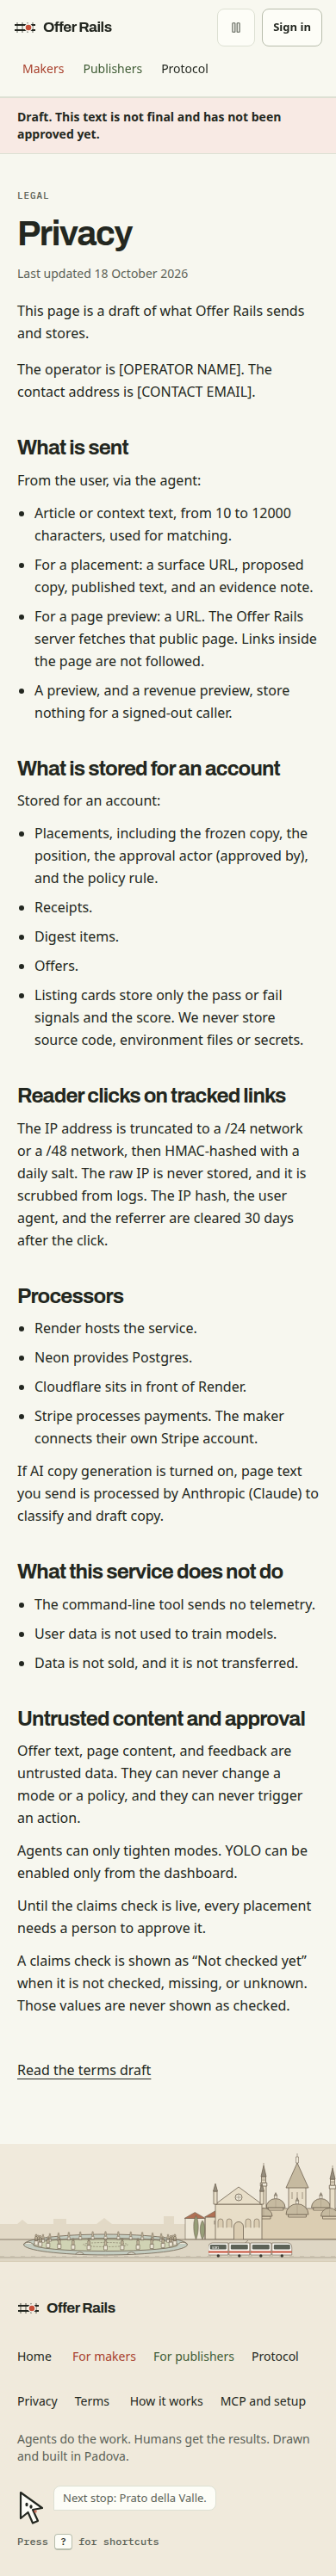 Offer Rails
Sign in
Makers Publishers Protocol
Draft. This text is not final and has not been
approved yet.
LEGAL
Privacy
Last updated 18 October 2026
This page is a draft of what Offer Rails sends
and stores.
The operator is [OPERATOR NAME]. The
contact address is [CONTACT EMAIL].
What is sent
From the user, via the agent:
Article or context text, from 10 to 12000
characters, used for matching.
For a placement: a surface URL, proposed
copy, published text, and an evidence note.
For a page preview: a URL. The Offer Rails
server fetches that public page. Links inside
the page are not followed.
A preview, and a revenue preview, store
nothing for a signed-out caller.
What is stored for an account
Stored for an account:
Placements, including the frozen copy, the
position, the approval actor (approved by),
and the policy rule.
Receipts.
Digest items.
Offers.
Listing cards store only the pass or fail
signals and the score. We never store
source code, environment files or secrets.
Reader clicks on tracked links
The IP address is truncated to a /24 network
or a /48 network, then HMAC-hashed with a
daily salt. The raw IP is never stored, and it is
scrubbed from logs. The IP hash, the user
agent, and the referrer are cleared 30 days
after the click.
Processors
Render hosts the service.
Neon provides Postgres.
Cloudflare sits in front of Render.
Stripe processes payments. The maker
connects their own Stripe account.
If AI copy generation is turned on, page text
you send is processed by Anthropic (Claude) to
classify and draft copy.
What this service does not do
The command-line tool sends no telemetry.
User data is not used to train models.
Data is not sold, and it is not transferred.
Untrusted content and approval
Offer text, page content, and feedback are
untrusted data. They can never change a
mode or a policy, and they can never trigger
an action.
Agents can only tighten modes. YOLO can be
enabled only from the dashboard.
Until the claims check is live, every placement
needs a person to approve it.
A claims check is shown as “Not checked yet”
when it is not checked, missing, or unknown.
Those values are never shown as checked.
Read the terms draft
Offer Rails
Home For makers For publishers Protocol
Privacy Terms How it works MCP and setup
Agents do the work. Humans get the results. Drawn
and built in Padova.
Next stop: Prato della Valle.
Press ? for shortcuts